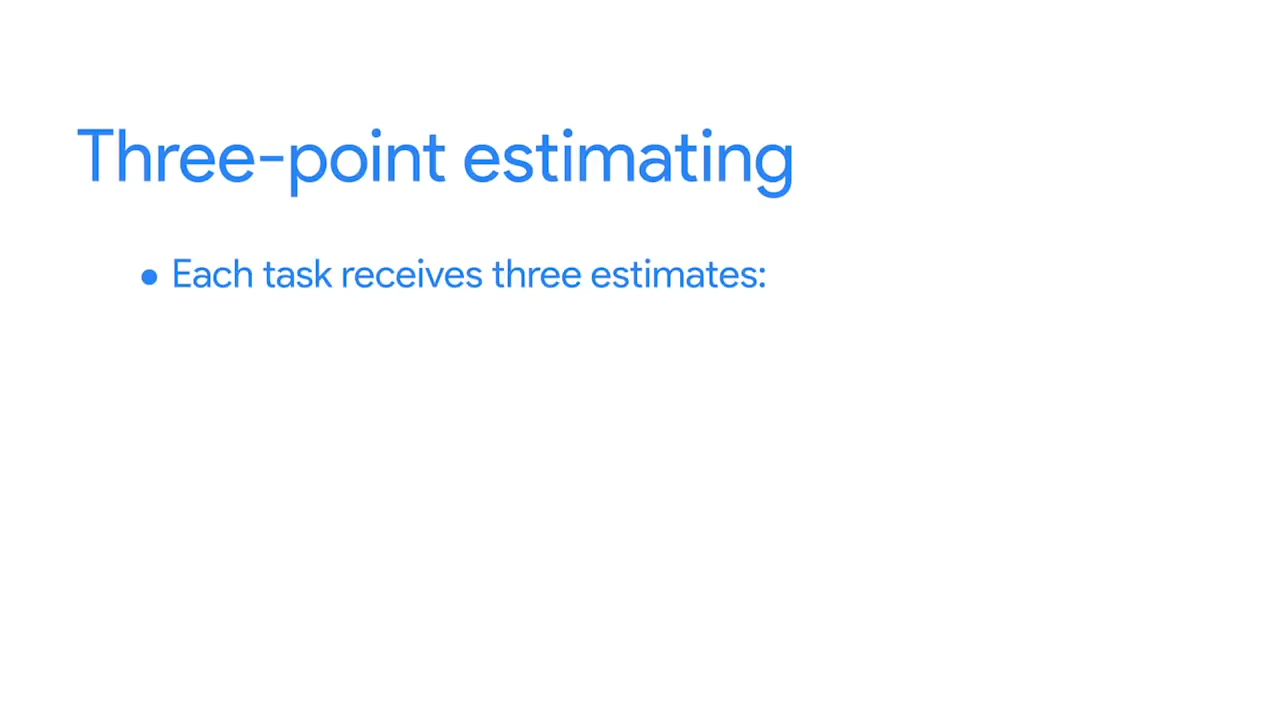 Three-point estimating
● Each task receives three estimates: